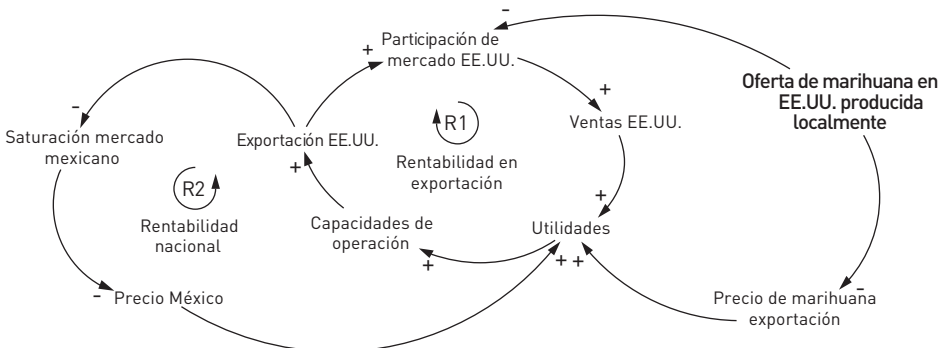 -
Participación de
mercado EE.UU.
+
+
Ventas EE.UU.
Oferta de marihuana en
EE.UU. producida
localmente
-
Saturación mercado
mexicano
Exportación EE.UU.
+
R1
Rentabilidad en
exportación
R2
Rentabilidad
nacional
Capacidades de
operación
+
+
Utilidades
+ +
-
Precio México
-
Precio de marihuana
exportación